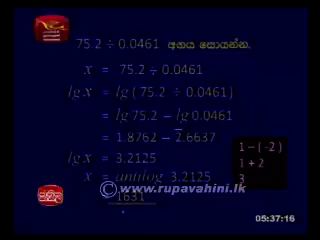 75.2 ÷ 0.0461 අගය සොයන්න.
x = 75.2 ÷ 0.0461
lg x = lg ( 75.2 ÷ 0.0461)
= lg 75.2 – lg 0.0461
= 1.8762 – 2̅.6637
lg x = 3.2125
x = antilog 3.2125
1631
1 – ( -2 )
1 + 2
3
©www.rupavahini.lk
05:37:16